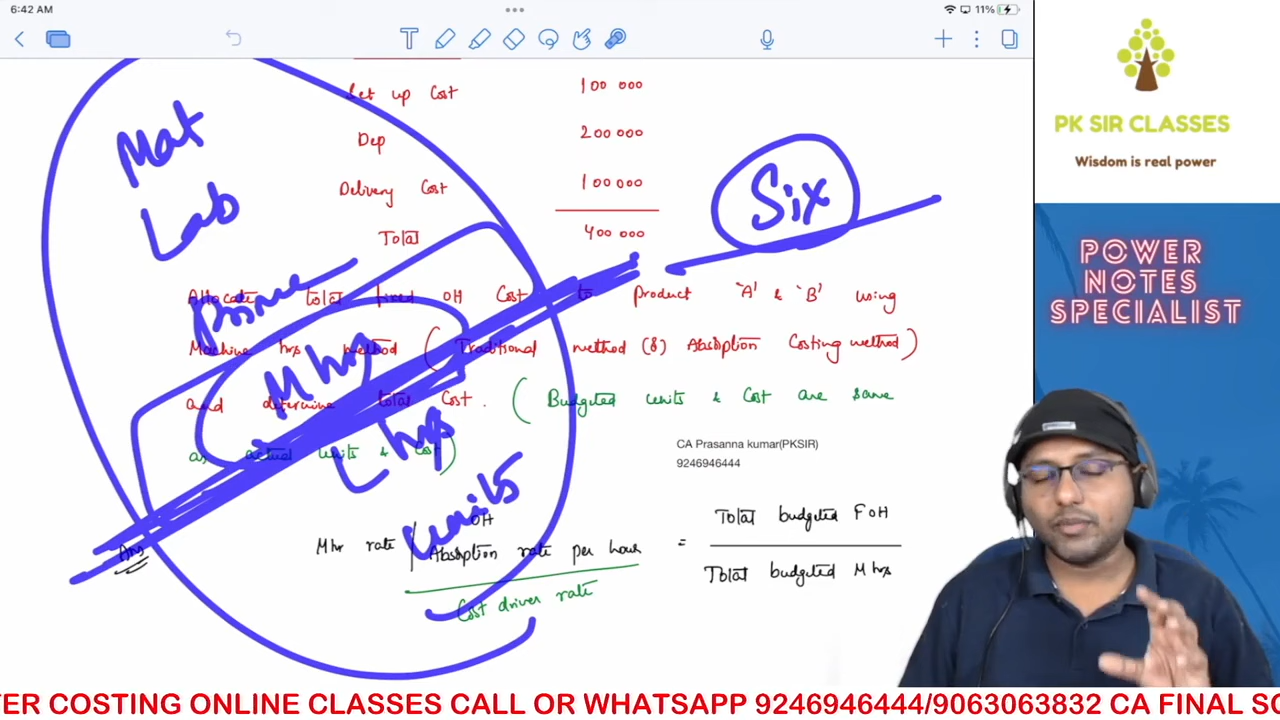 6:42 AM
11%
T
Set up Cost 100 000
Dep 200 000
Delivery Cost 100 000
Total 400 000
Mat
Lab
Prime
M hrs
L hrs
units
Six
Allocate total fixed OH Cost to Product 'A' & 'B' using
Machine hrs method (Traditional method (8) Absorption Costing method)
and determine total Cost. (Budgeted units & Cost are same
as actual units & Cost)
CA Prasanna kumar(PKSIR)
9246946444
Ans
Mhr rate | OH Absorption rate per hour = Total budgeted FOH
Cost driver rate
Total budgeted Mhrs
PK SIR CLASSES
Wisdom is real power
POWER
NOTES
SPECIALIST
TER COSTING ONLINE CLASSES CALL OR WHATSAPP 9246946444/9063063832 CA FINAL SC